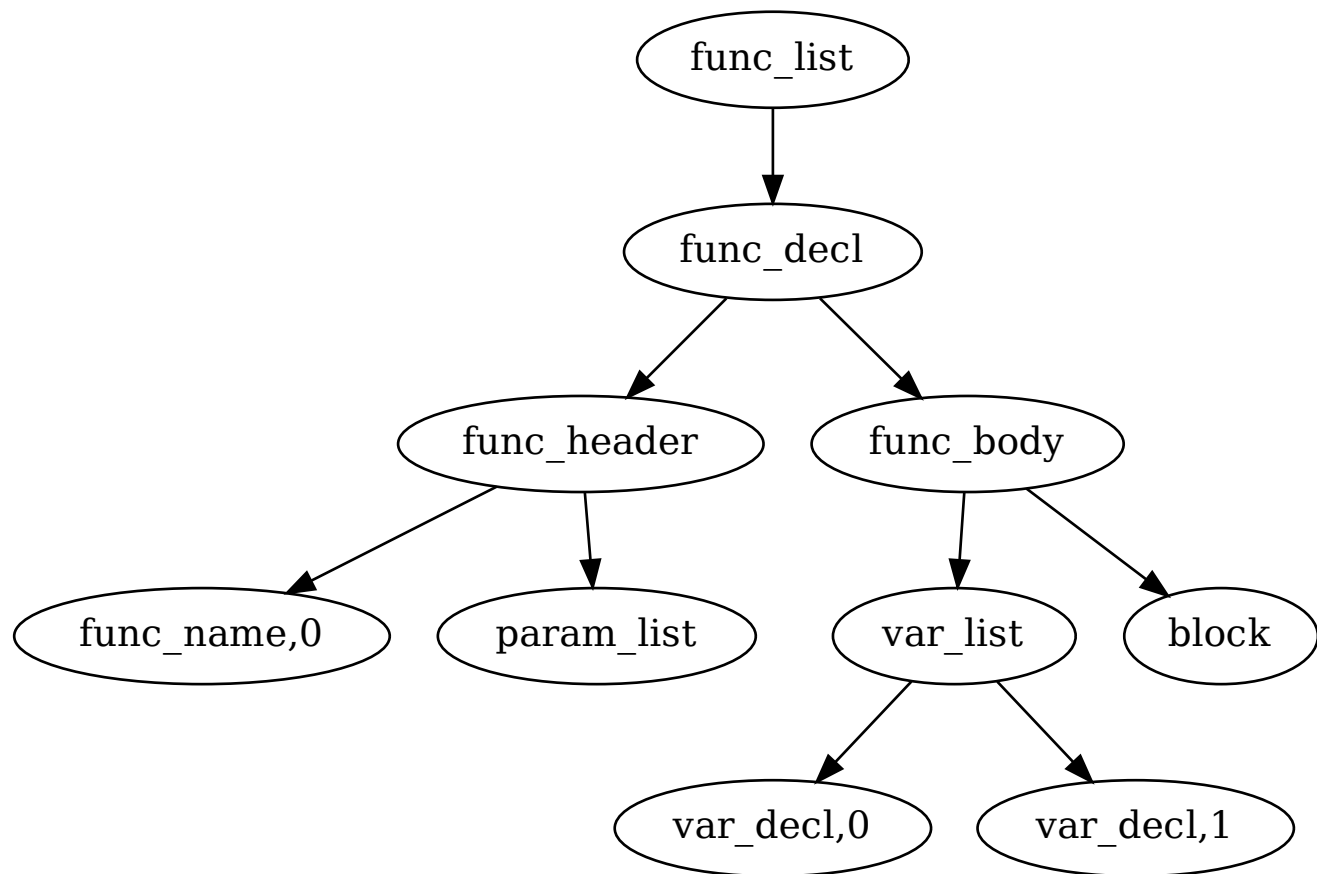 func_list
func_decl
func_header
func_body
func_name,0
param_list
var_list
block
var_decl,0
var_decl,1